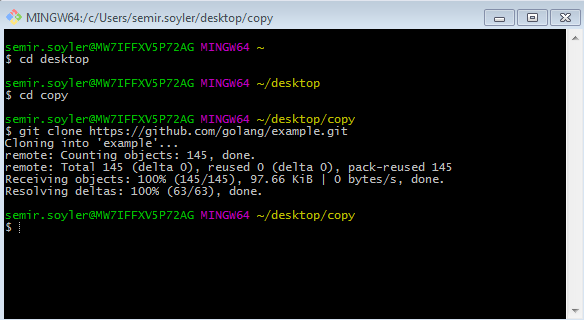 MINGW64:/c/Users/semir.soyler/desktop/copy
semir.soyler@MW7IFFXV5P72AG MINGW64 ~
$ cd desktop
semir.soyler@MW7IFFXV5P72AG MINGW64 ~/desktop
$ cd copy
semir.soyler@MW7IFFXV5P72AG MINGW64 ~/desktop/copy
$ git clone https://github.com/golang/example.git
Cloning into 'example'...
remote: Counting objects: 145, done.
remote: Total 145 (delta 0), reused 0 (delta 0), pack-reused 145
Receiving objects: 100% (145/145), 97.66 KiB | 0 bytes/s, done.
Resolving deltas: 100% (63/63), done.
semir.soyler@MW7IFFXV5P72AG MINGW64 ~/desktop/copy
$